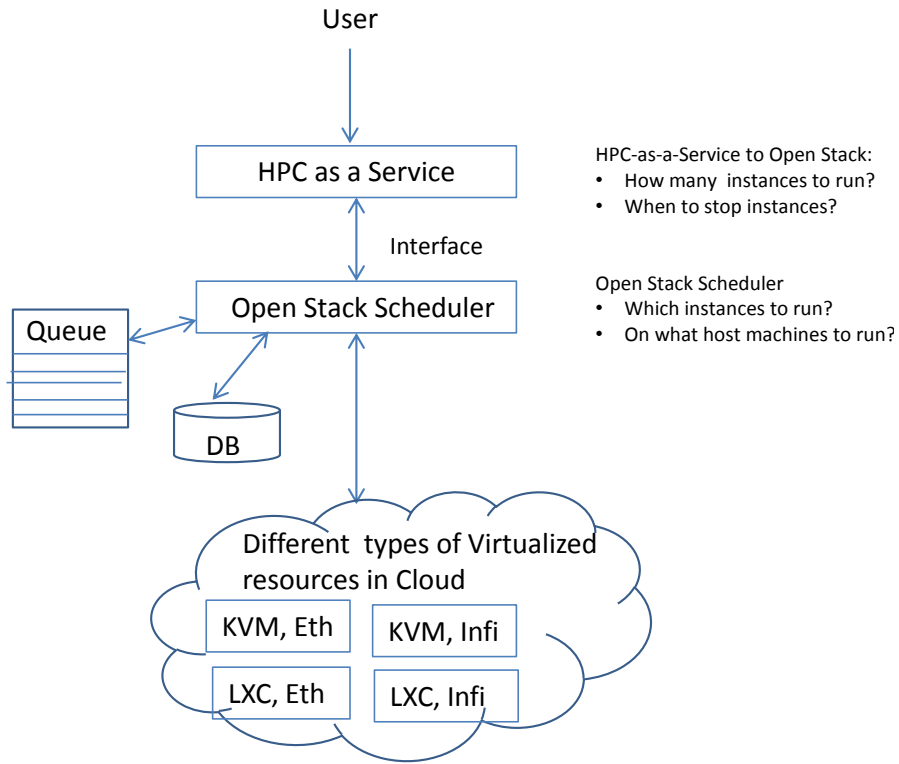 User
HPC as a Service
HPC-as-a-Service to Open Stack:
• How many instances to run?
• When to stop instances?
Interface
Open Stack Scheduler
Open Stack Scheduler
• Which instances to run?
• On what host machines to run?
Queue
DB
Different types of Virtualized
resources in Cloud
KVM, Eth
KVM, Infi
LXC, Eth
LXC, Infi